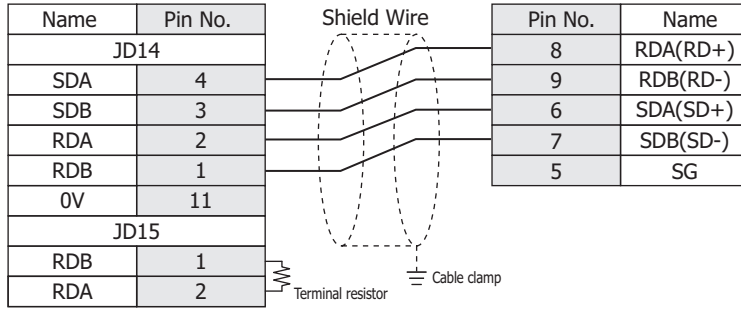 Name Pin No. Shield Wire Pin No. Name
JD14 8 RDA(RD+)
SDA 4 9 RDB(RD-)
SDB 3 6 SDA(SD+)
RDA 2 7 SDB(SD-)
RDB 1 5 SG
0V 11
JD15
RDB 1 Cable clamp
RDA 2 Terminal resistor